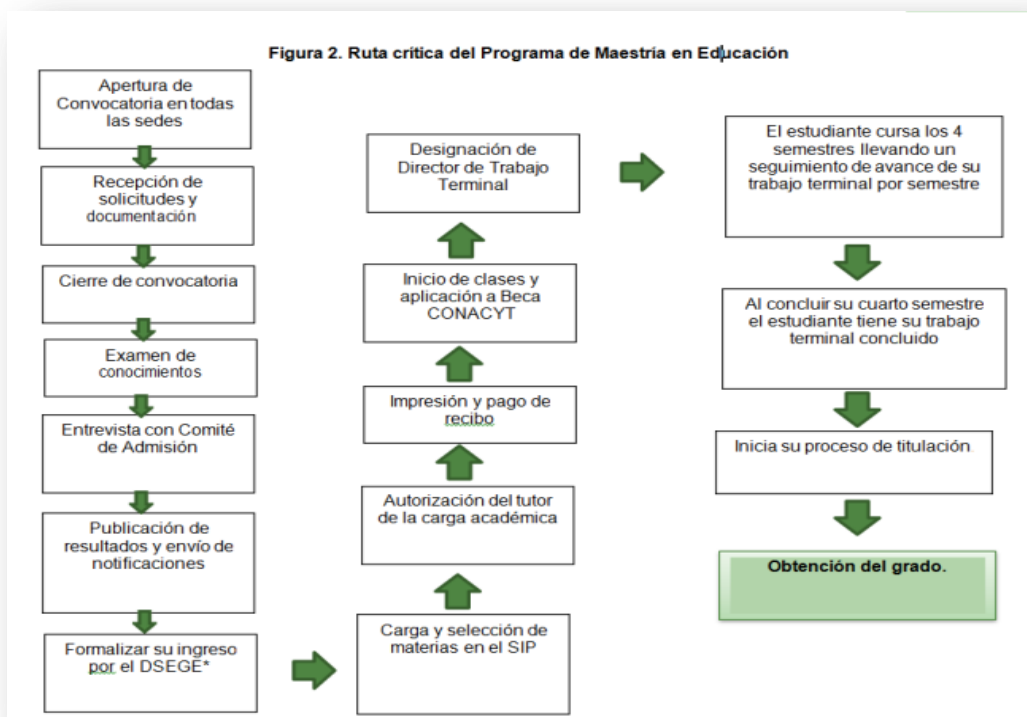 Figura 2. Ruta crítica del Programa de Maestría en Educación
Apertura de
Convocatoria en todas
las sedes
Recepción de
solicitudes y
documentación
Cierre de convocatoria
Examen de
conocimientos
Entrevista con Comité
de Admisión
Publicación de
resultados y envío de
notificaciones
Formalizar su ingreso
por el DSEGE*
Carga y selección de
materias en el SIP
Autorización del tutor
de la carga académica
Impresión y pago de
recibo
Inicio de clases y
aplicación a Beca
CONACYT
Designación de
Director de Trabajo
Terminal
El estudiante cursa los 4
semestres llevando un
seguimiento de avance de su
trabajo terminal por semestre
Al concluir su cuarto semestre
el estudiante tiene su trabajo
terminal concluido
Inicia su proceso de titulación
Obtención del grado.